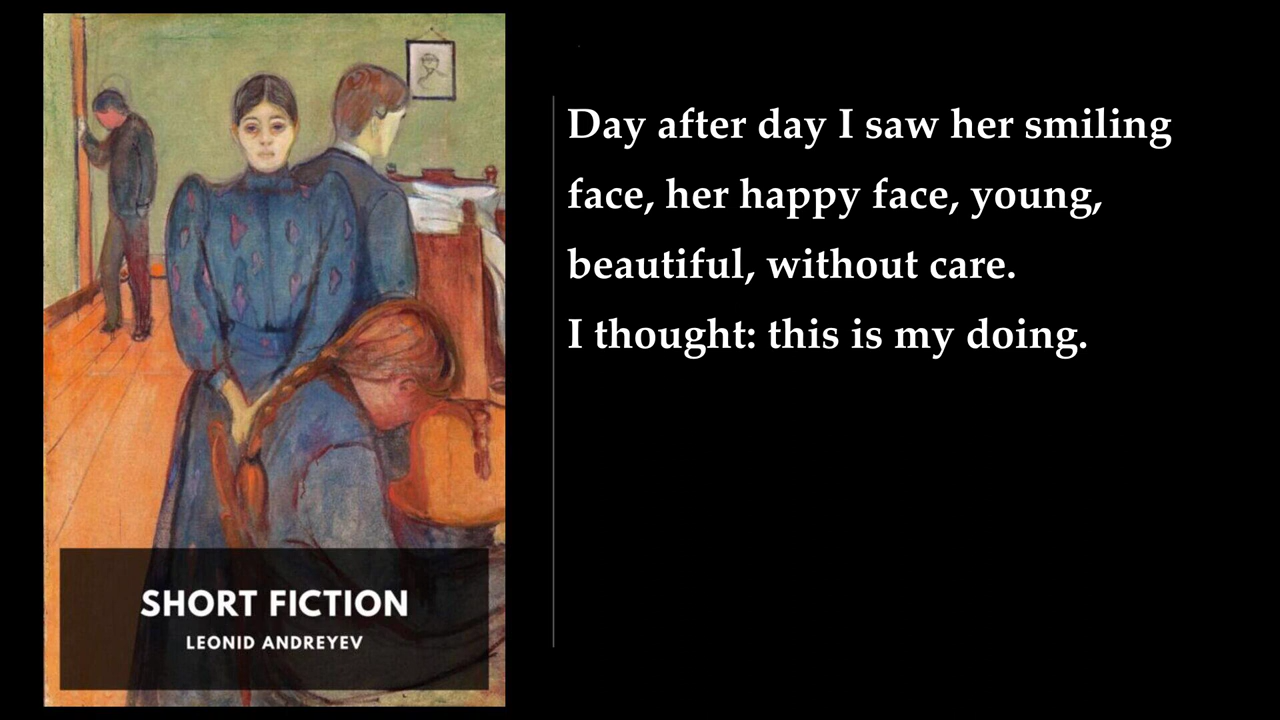 Day after day I saw her smiling
face, her happy face, young,
beautiful, without care.
I thought: this is my doing.
SHORT FICTION
LEONID ANDREYEV